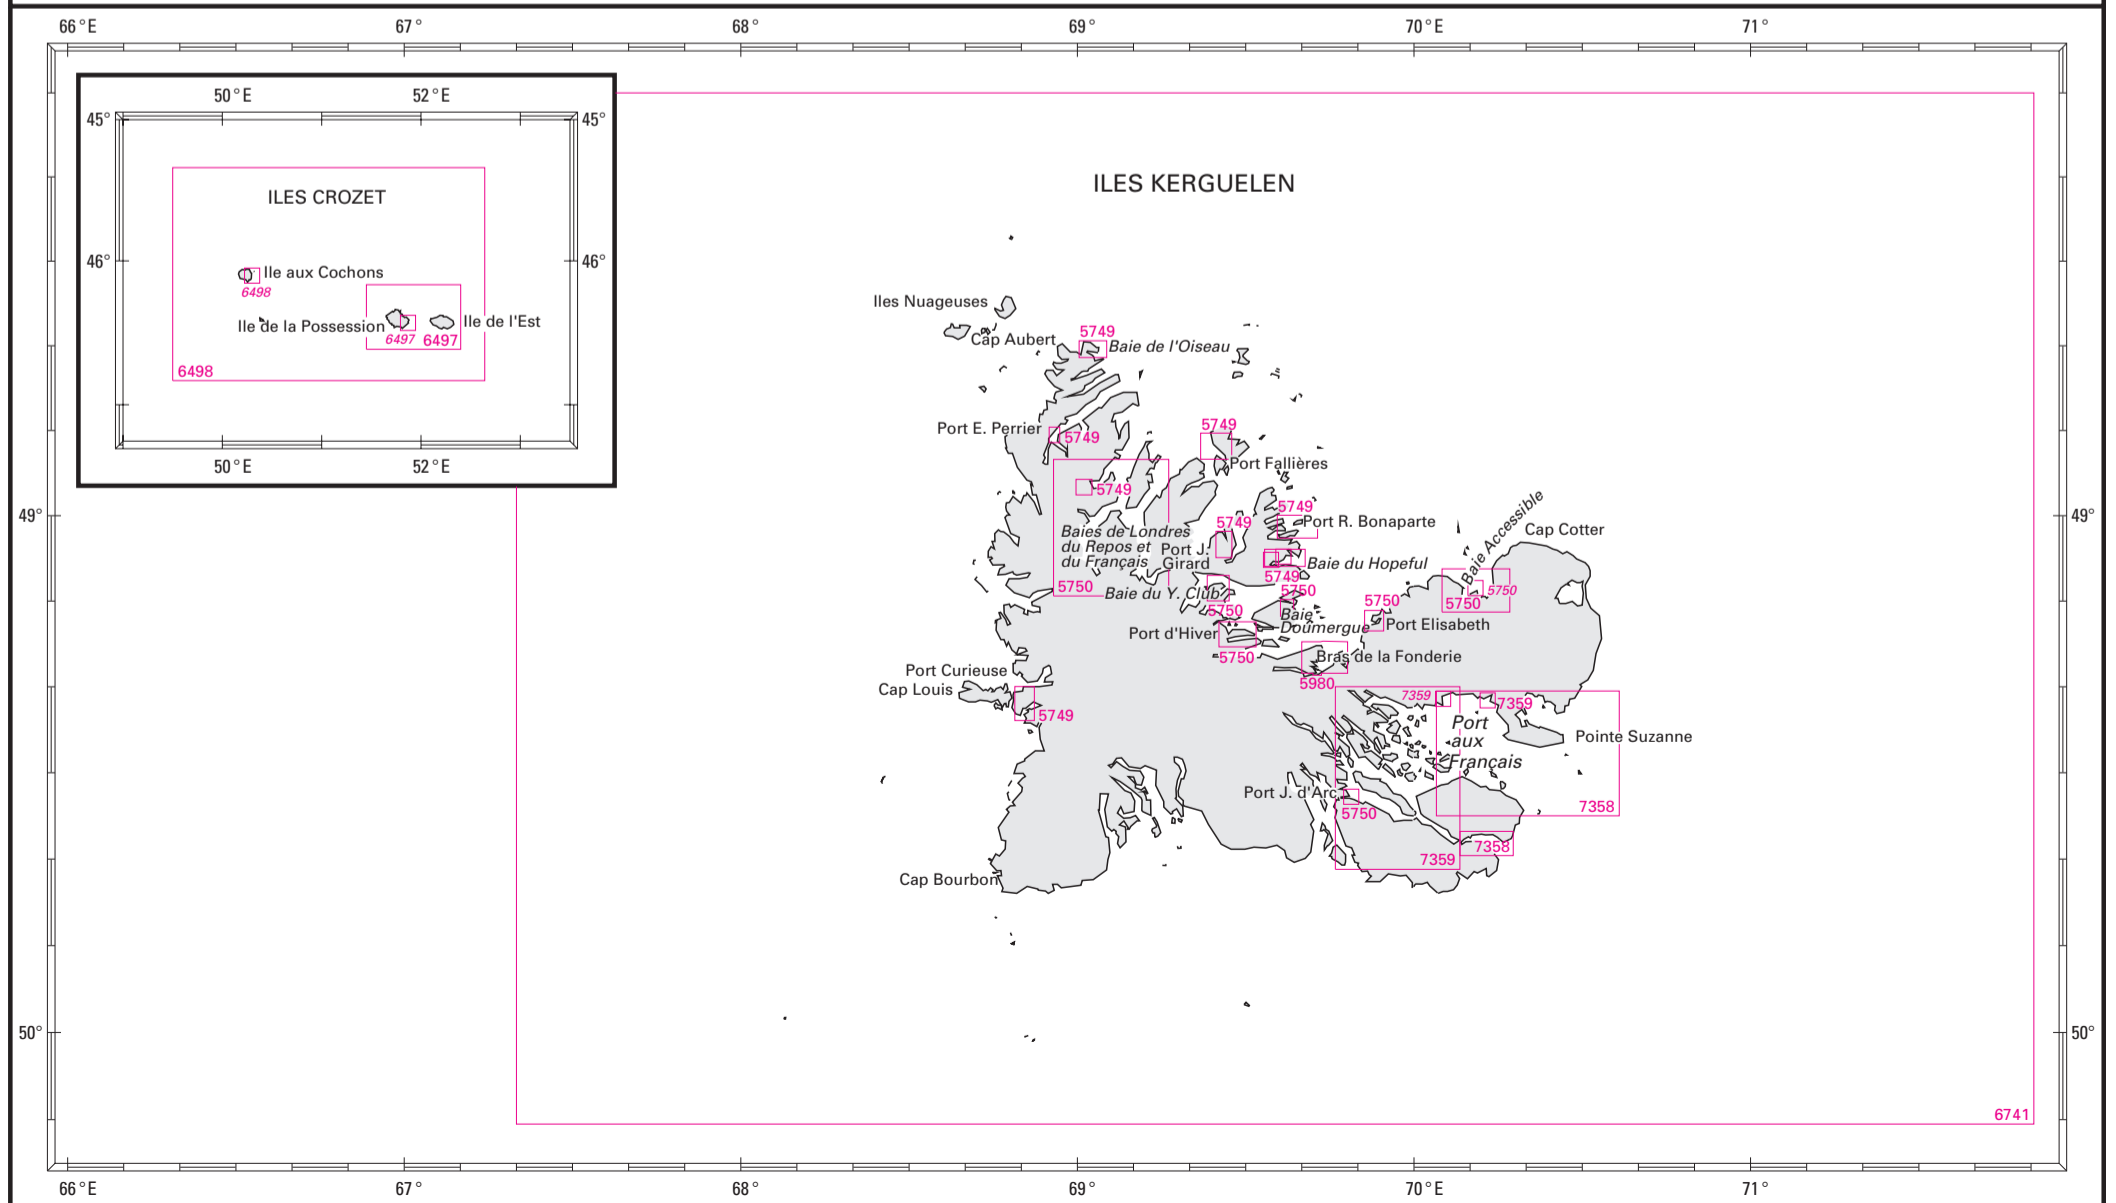 66°E 67° 68° 69° 70°E 71°
50°E 52°E
45° 45°
ILES CROZET
46° 46°
Ile aux Cochons
6498
Ile de la Possession
Ile de l'Est
6497
6497
6498
50°E 52°E
ILES KERGUELEN
Iles Nuageuses
Cap Aubert
5749
Baie de l'Oiseau
Port E. Perrier
5749
5749
Port Fallières
5749
5749
Port R. Bonaparte
5749
Baies de Londres
du Repos et
du Français
5750
Port J.
Girard
Baie du Hopeful
5749
5750
Baie du Y. Club
5750
Baie
Doumergue
Port d'Hiver
5750
Baie Accessible
Cap Cotter
5750
5750
5750
Port Elisabeth
Bras de la Fonderie
5980
Port Curieuse
Cap Louis
5749
7359
7359
Port
aux
Français
Pointe Suzanne
7358
Port J. d'Arc
5750
7358
7359
Cap Bourbon
49° 49°
50° 50°
6741
66°E 67° 68° 69° 70°E 71°